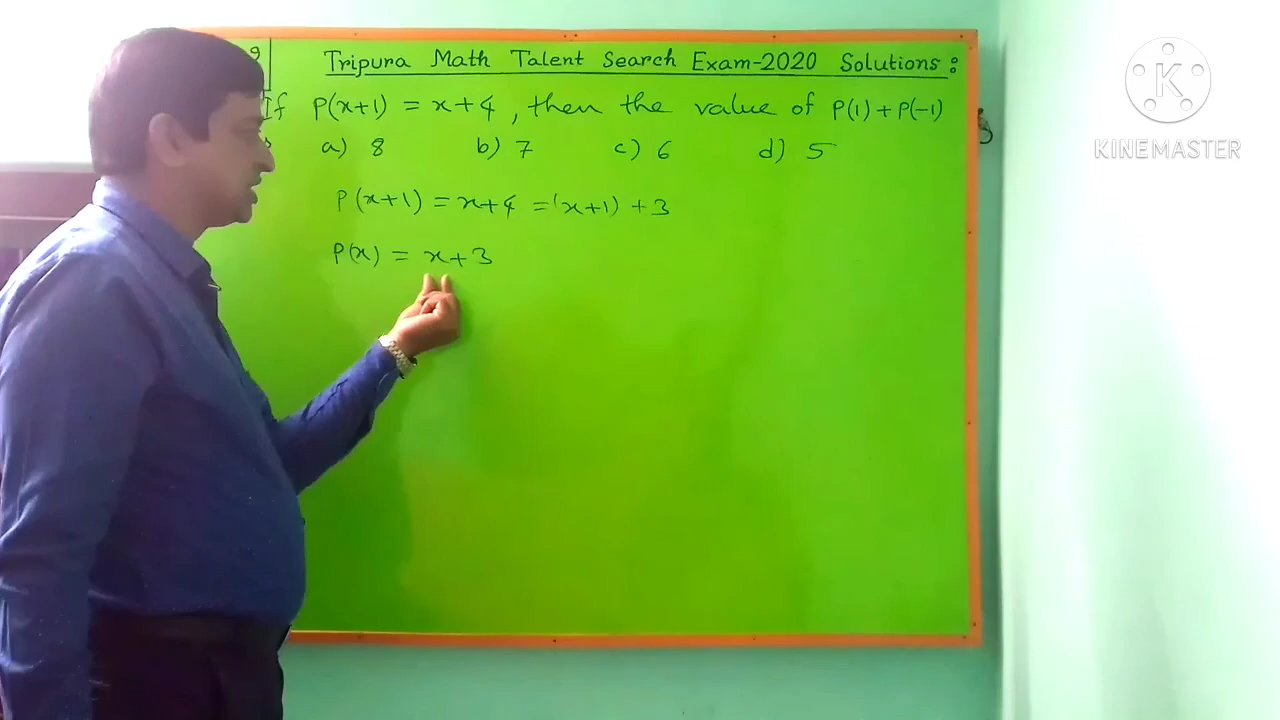 Tripura Math Talent Search Exam-2020 Solutions :
If P(x+1) = x+4 , then the value of P(1) + P(-1)
a) 8 b) 7 c) 6 d) 5
P(x+1) = x+4 = (x+1) + 3
P(x) = x+3
K
KINEMASTER